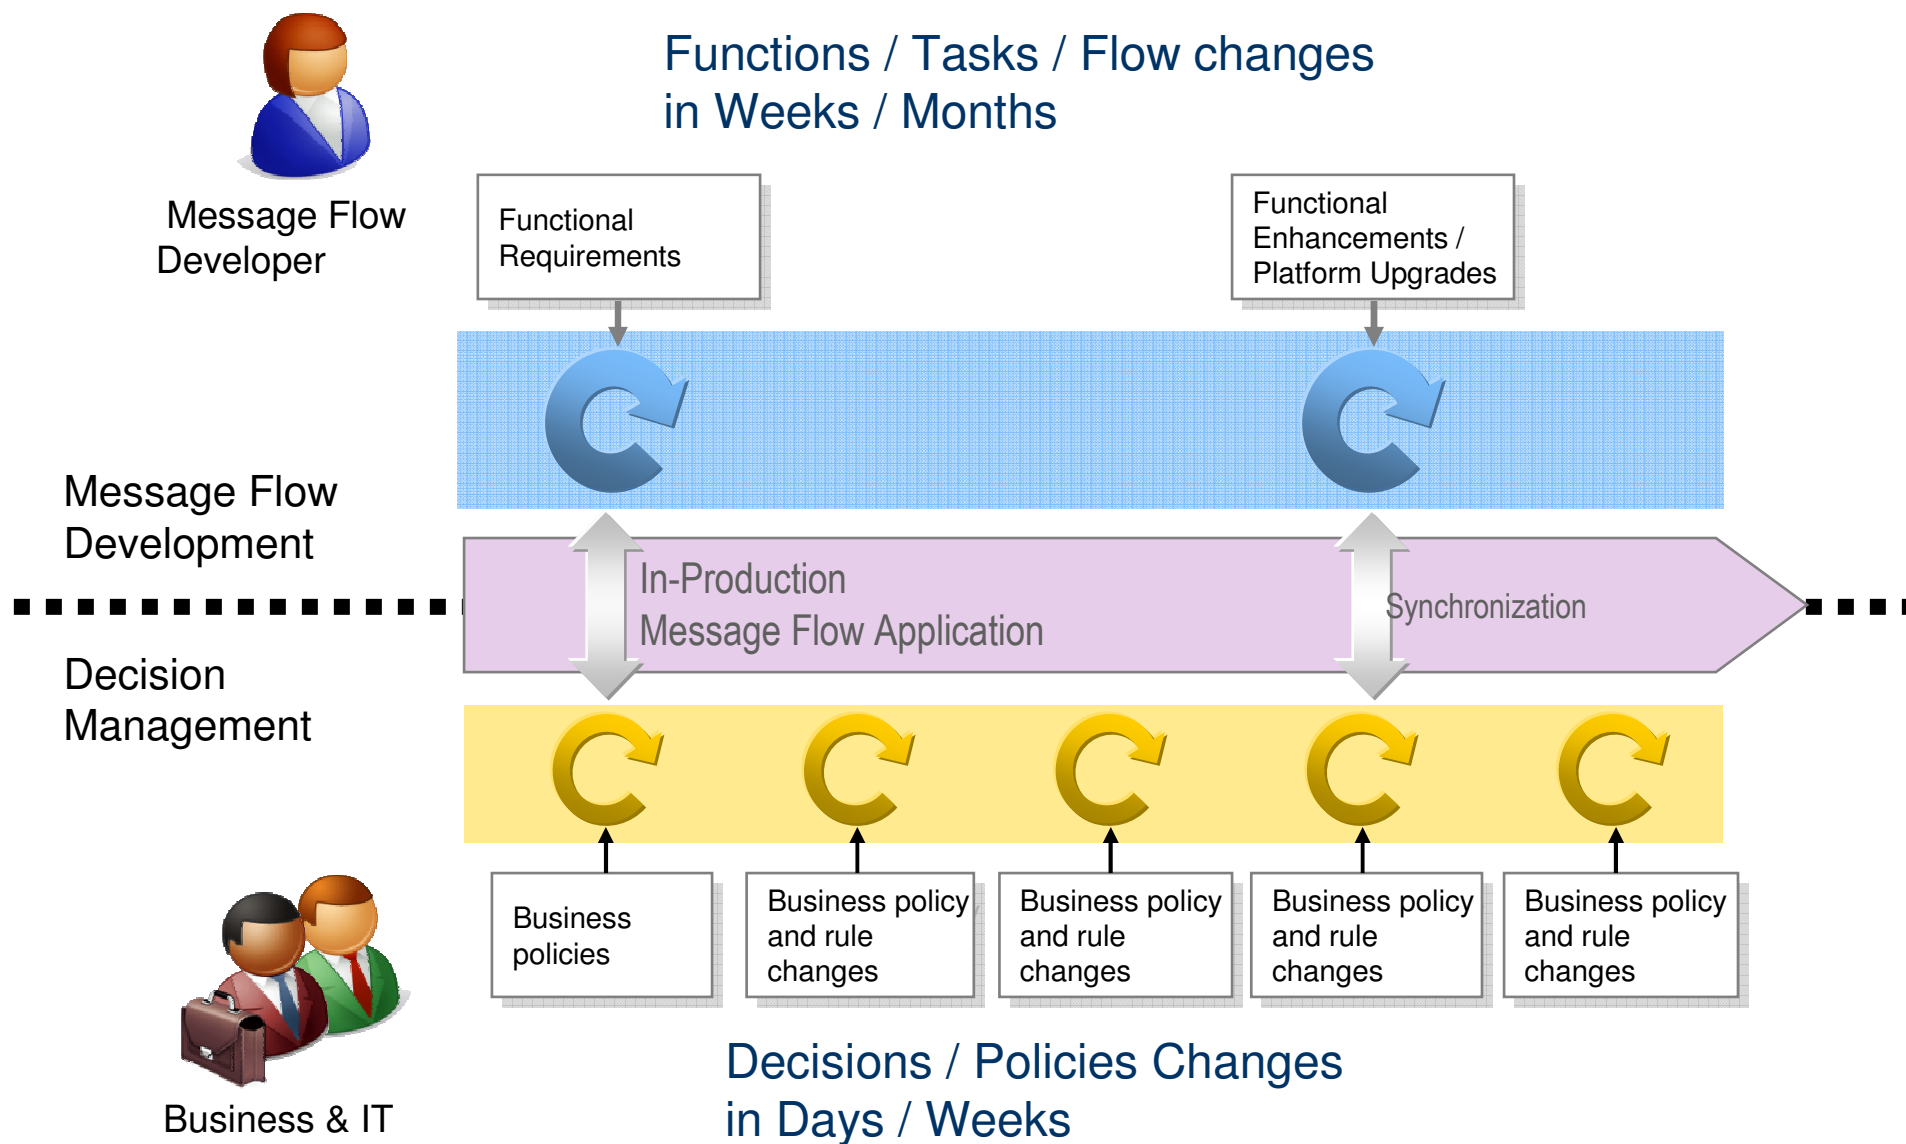 Functions / Tasks / Flow changes
in Weeks / Months
Message Flow
Developer
Functional
Requirements
Functional
Enhancements /
Platform Upgrades
Message Flow
Development
In-Production
Message Flow Application
Synchronization
Decision
Management
Business
policies
Business policy
and rule
changes
Business policy
and rule
changes
Business policy
and rule
changes
Business policy
and rule
changes
Business & IT
Decisions / Policies Changes
in Days / Weeks